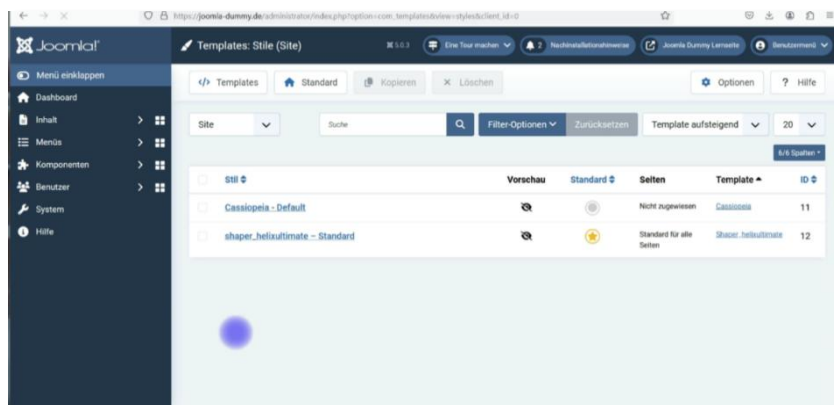 https://joomla-dummy.de/administrator/index.php?option=com_templates&view=styles&client_id=0
Joomla!
Templates: Stile (Site)
5.0.3
Eine Tour machen
2 Nachinstallationshinweise
Joomla Dummy Lernseite
Benutzermenü
Menü einklappen
</> Templates
Standard
Kopieren
× Löschen
Optionen
? Hilfe
Dashboard
Inhalt
Menüs
Komponenten
Benutzer
System
Hilfe
Site
Suche
Filter-Optionen
Zurücksetzen
Template aufsteigend
20
6/6 Spalten
Stil
Vorschau
Standard
Seiten
Template
ID
Cassiopeia - Default
Nicht zugewiesen
Cassiopeia
11
shaper_helixultimate – Standard
Standard für alle
Seiten
Shaper_helixultimate
12